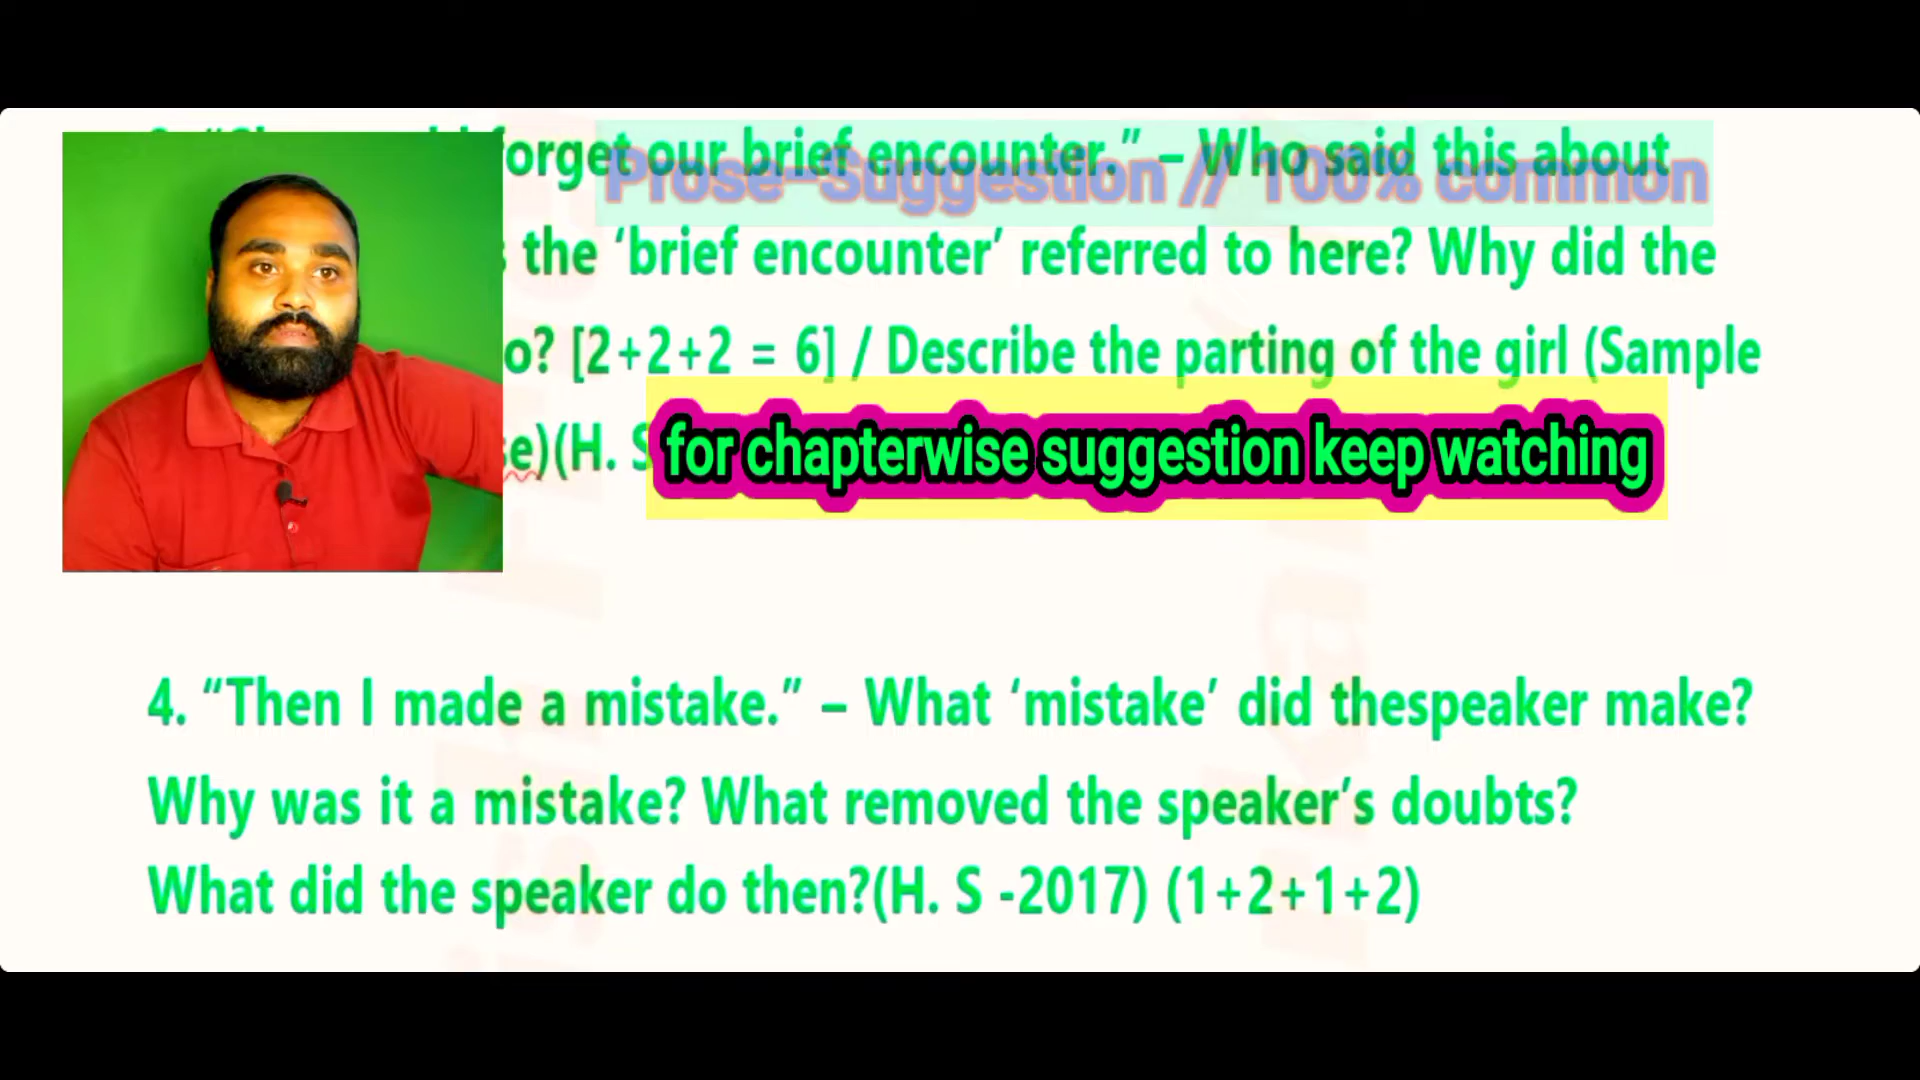 forget our brief encounter.” – Who said this about
Prose-Suggestion // 100% common
the ‘brief encounter’ referred to here? Why did the
o? [2+2+2 = 6] / Describe the parting of the girl (Sample
se)(H. S
for chapterwise suggestion keep watching
4. “Then I made a mistake.” – What ‘mistake’ did thespeaker make?
Why was it a mistake? What removed the speaker’s doubts?
What did the speaker do then?(H. S -2017) (1+2+1+2)